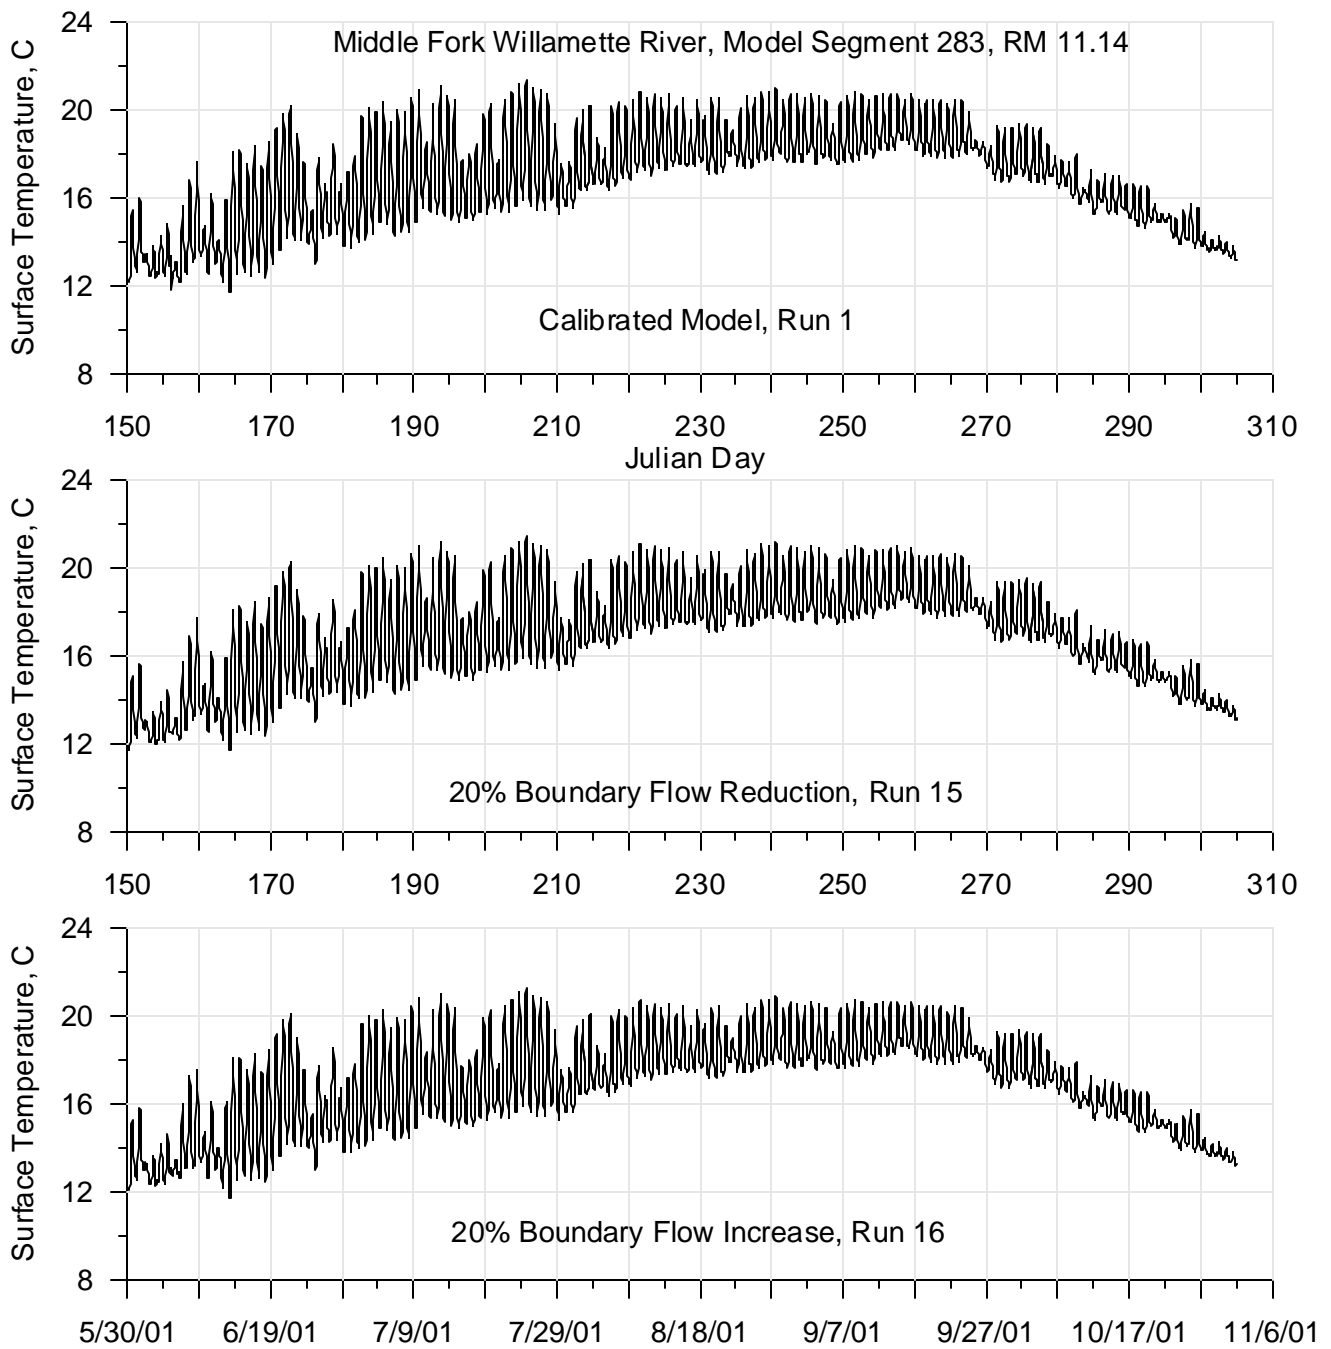 24
Middle Fork Willamette River, Model Segment 283, RM 11.14
20
16
12
8
Surface Temperature, C
Calibrated Model, Run 1
150 170 190 210 230 250 270 290 310
Julian Day
24
20
16
12
8
Surface Temperature, C
20% Boundary Flow Reduction, Run 15
150 170 190 210 230 250 270 290 310
24
20
16
12
8
Surface Temperature, C
20% Boundary Flow Increase, Run 16
5/30/01 6/19/01 7/9/01 7/29/01 8/18/01 9/7/01 9/27/01 10/17/01 11/6/01